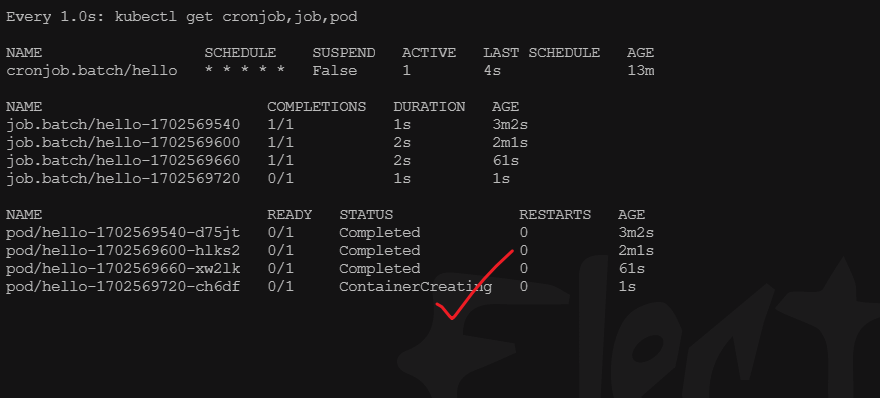 Every 1.0s: kubectl get cronjob,job,pod
NAME SCHEDULE SUSPEND ACTIVE LAST SCHEDULE AGE
cronjob.batch/hello * * * * * False 1 4s 13m
NAME COMPLETIONS DURATION AGE
job.batch/hello-1702569540 1/1 1s 3m2s
job.batch/hello-1702569600 1/1 2s 2m1s
job.batch/hello-1702569660 1/1 2s 61s
job.batch/hello-1702569720 0/1 1s 1s
NAME READY STATUS RESTARTS AGE
pod/hello-1702569540-d75jt 0/1 Completed 0 3m2s
pod/hello-1702569600-hlks2 0/1 Completed 0 2m1s
pod/hello-1702569660-xw2lk 0/1 Completed 0 61s
pod/hello-1702569720-ch6df 0/1 ContainerCreating 0 1s